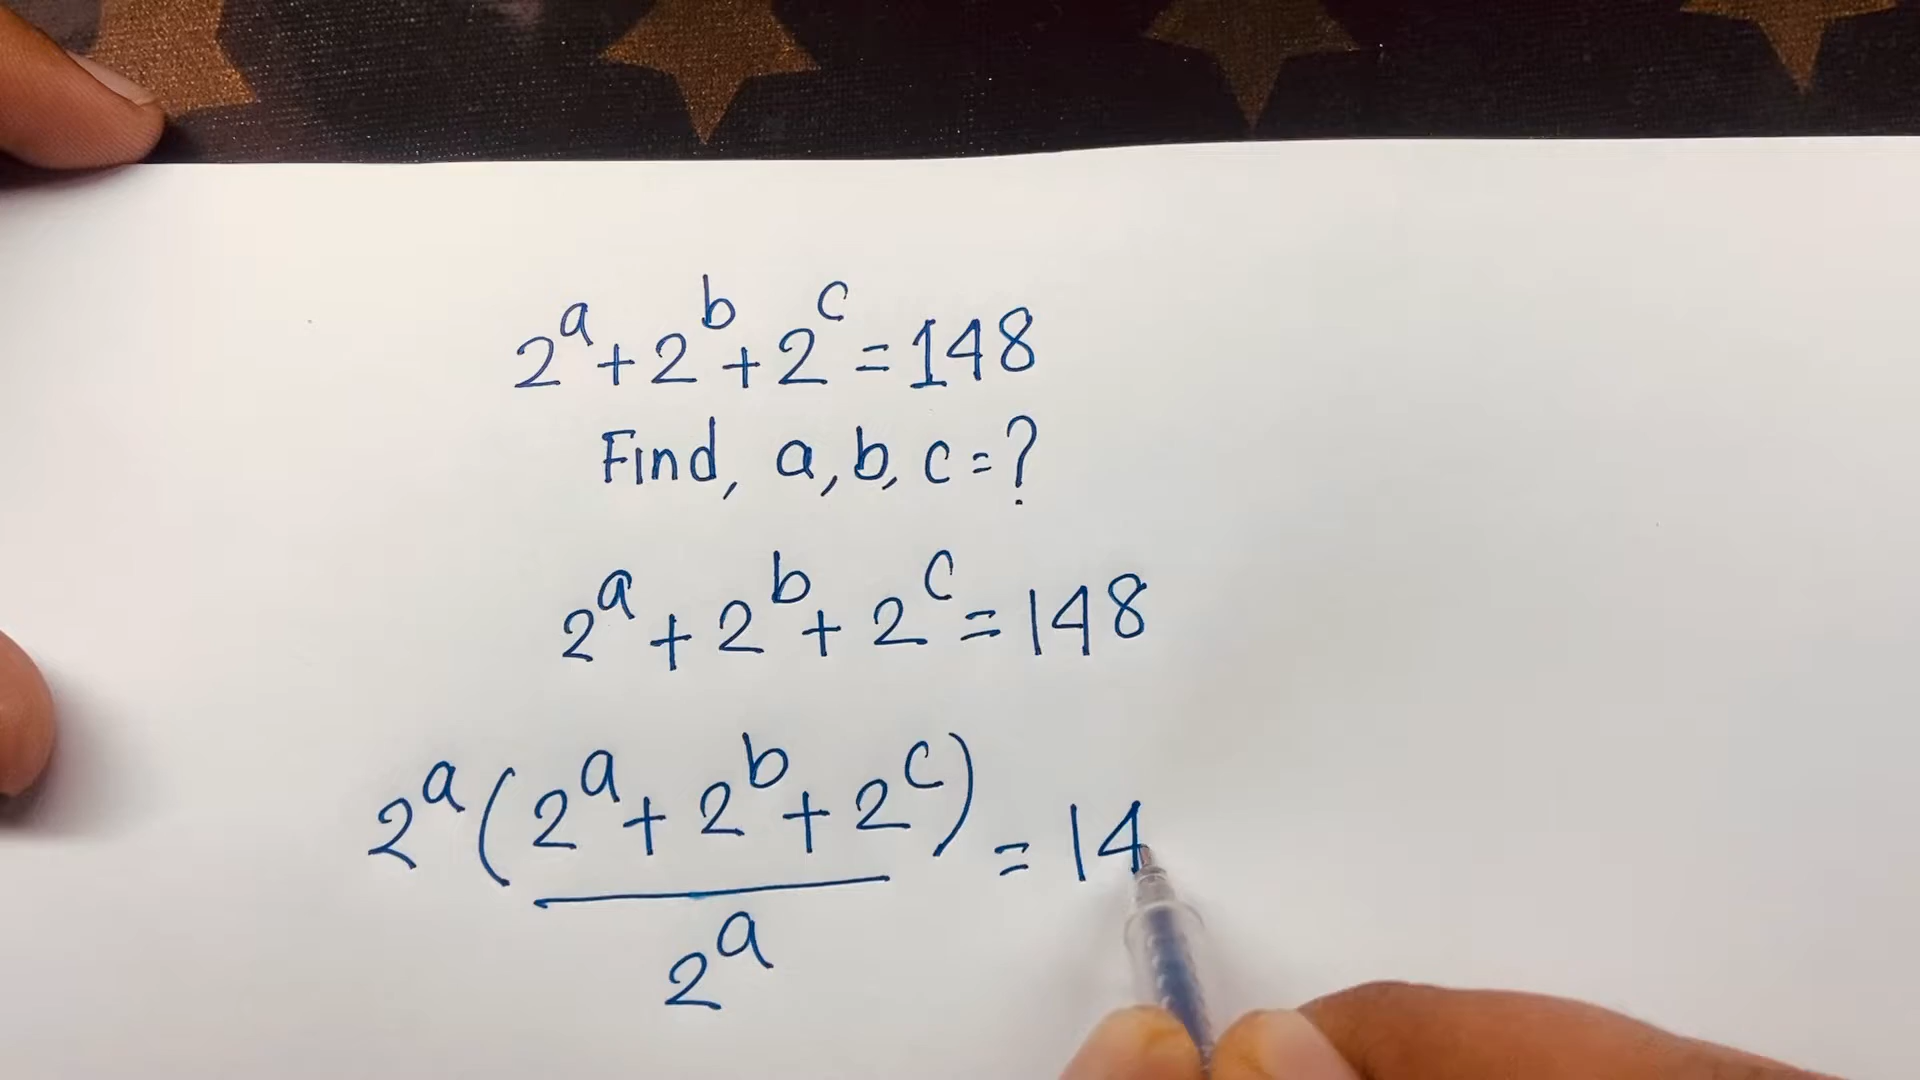 2^a + 2^b + 2^c = 148
Find, a, b, c = ?
2^a + 2^b + 2^c = 148
2^a (2^a + 2^b + 2^c) = 14
2^a